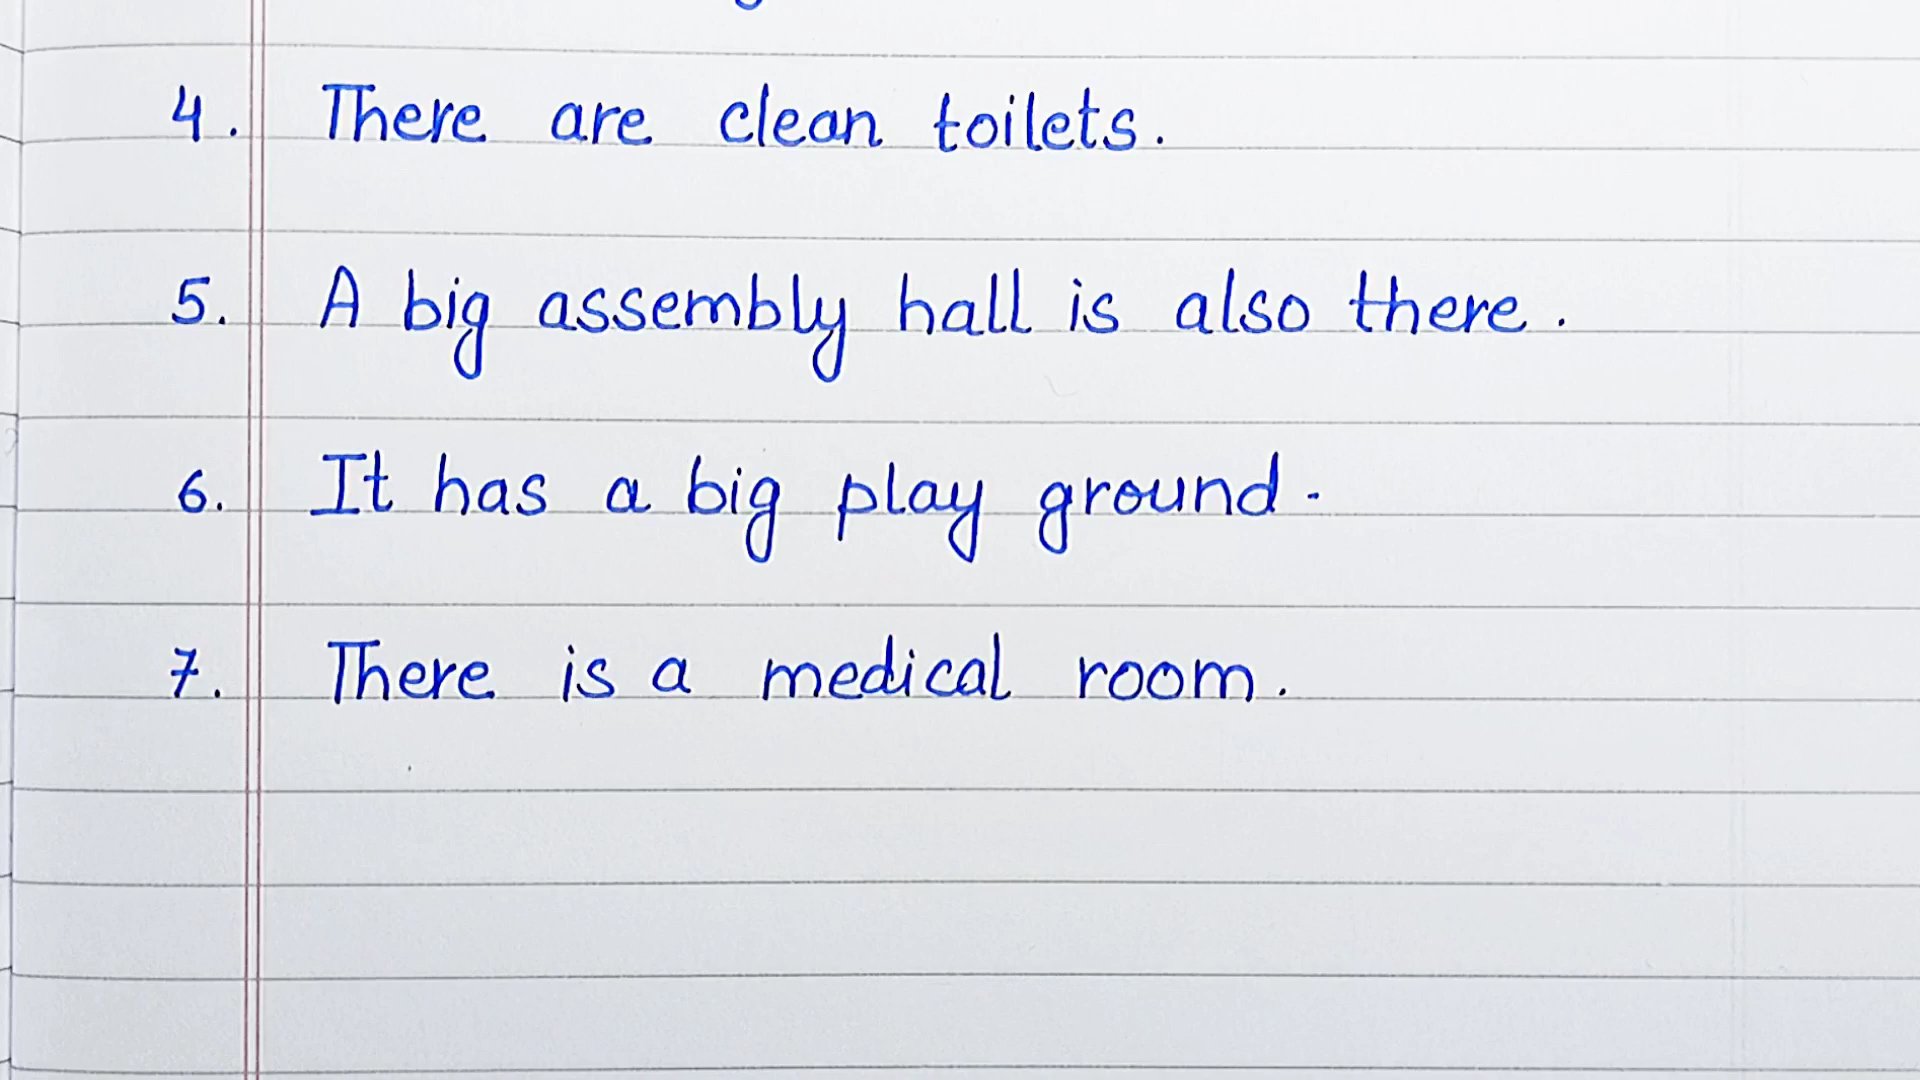 4. There are clean toilets.
5. A big assembly hall is also there.
6. It has a big play ground.
7. There is a medical room.